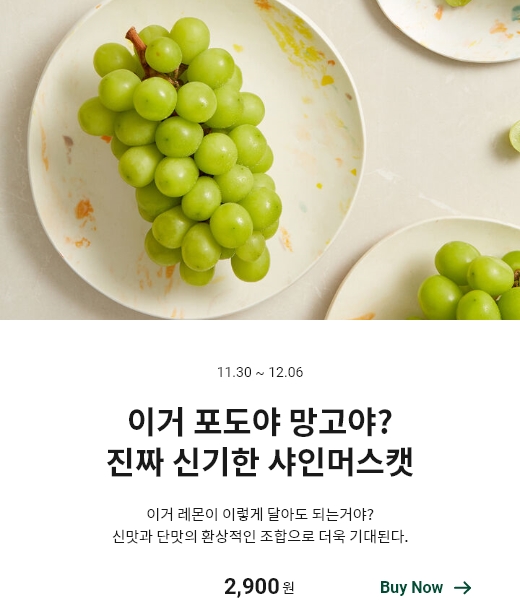 11.30 ~ 12.06
이거 포도야 망고야?
진짜 신기한 샤인머스캣
이거 레몬이 이렇게 달아도 되는거야?
신맛과 단맛의 환상적인 조합으로 더욱 기대된다.
2,900 원
Buy Now →